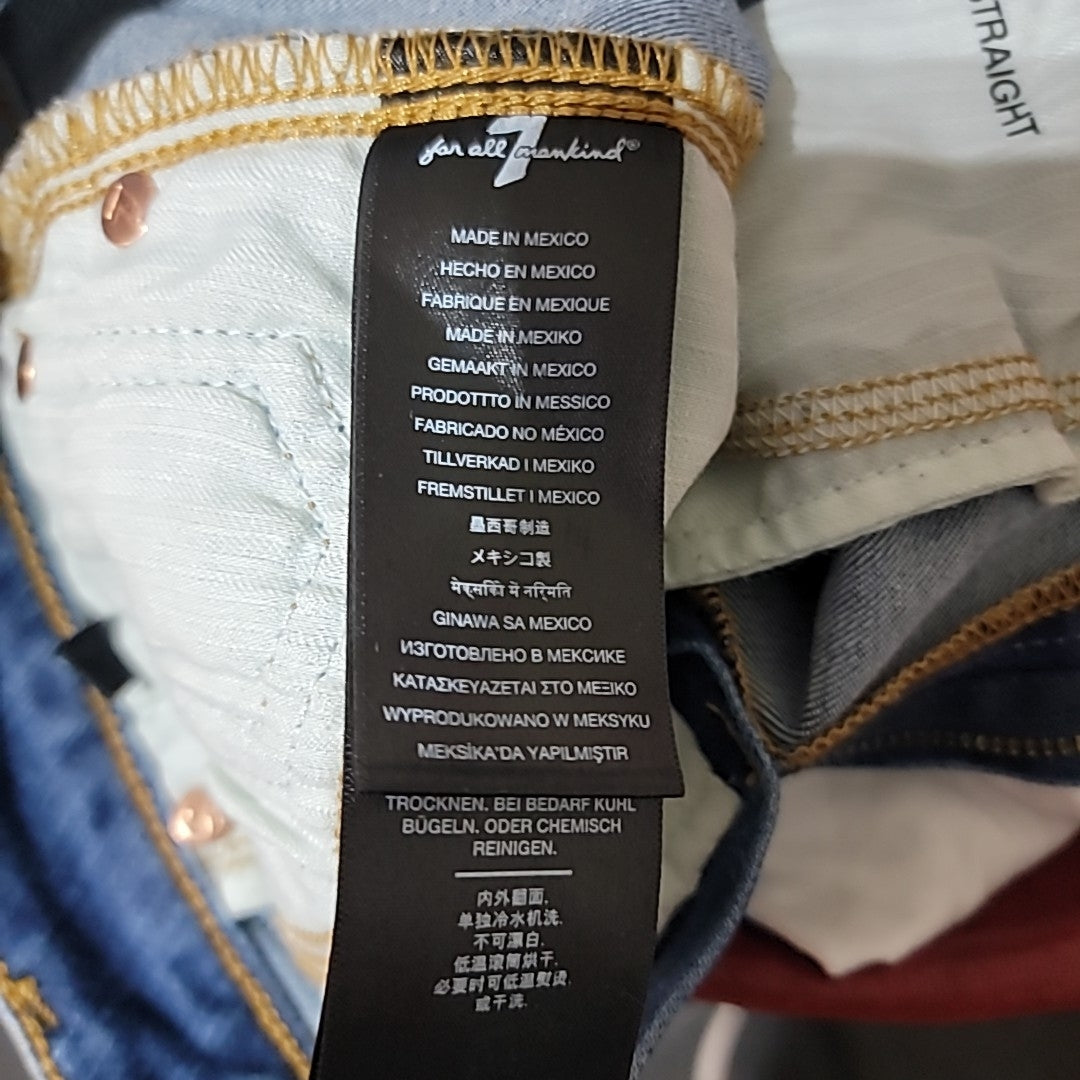 STRAIGHT
for all 7 mankind®
MADE IN MEXICO
HECHO EN MEXICO
FABRIQUE EN MEXIQUE
MADE IN MEXIKO
GEMAAKT IN MEXICO
PRODOTTTO IN MESSICO
FABRICADO NO MÉXICO
TILLVERKAD I MEXIKO
FREMSTILLET I MEXICO
墨西哥制造
メキシコ製
मेक्सिको में नर्मिति
GINAWA SA MEXICO
ИЗГОТОВЛЕНО В МЕКСИКЕ
ΚΑΤΑΣΚΕΥΑΖΕΤΑΙ ΣΤΟ ΜΕΞΙΚΟ
WYPRODUKOWANO W MEKSYKU
MEKSİKA'DA YAPILMIŞTIR
TROCKNEN. BEI BEDARF KÜHL
BÜGELN. ODER CHEMISCH
REINIGEN.
内外翻面.
单独冷水机洗.
不可漂白.
低温滚筒烘干.
必要时可低温熨烫.
或干洗.